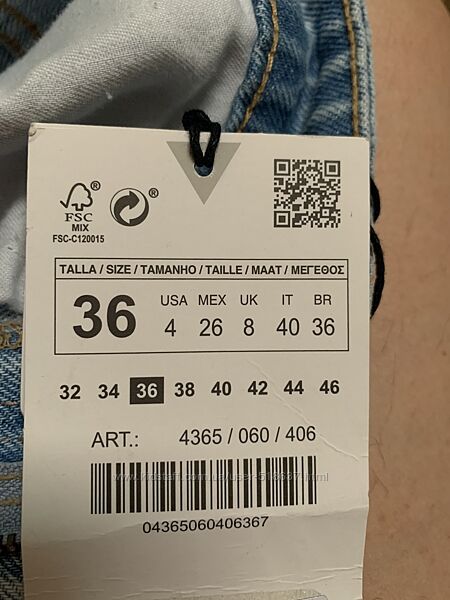 FSC®
MIX
FSC-C120015
®
TALLA / SIZE / TAMANHO / TAILLE / MAAT / ΜΕΓΕΘΟΣ
36
USA MEX UK IT BR
4 26 8 40 36
32 34 36 38 40 42 44 46
ART.: 4365 / 060 / 406
04365060406367